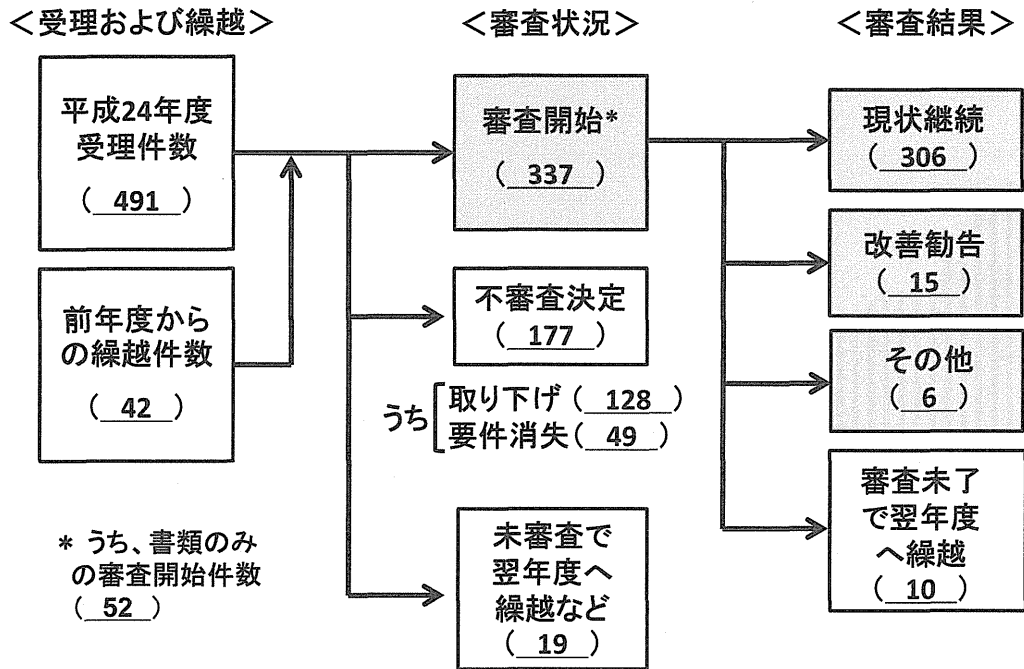 ＜受理および繰越＞
平成24年度
受理件数
（ 491 ）
前年度から
の繰越件数
（ 42 ）
* うち、書類のみ
の審査開始件数
（ 52 ）
＜審査状況＞
審査開始*
（ 337 ）
不審査決定
（ 177 ）
うち
取り下げ（ 128 ）
要件消失（ 49 ）
未審査で
翌年度へ
繰越など
（ 19 ）
＜審査結果＞
現状継続
（ 306 ）
改善勧告
（ 15 ）
その他
（ 6 ）
審査未了
で翌年度
へ繰越
（ 10 ）